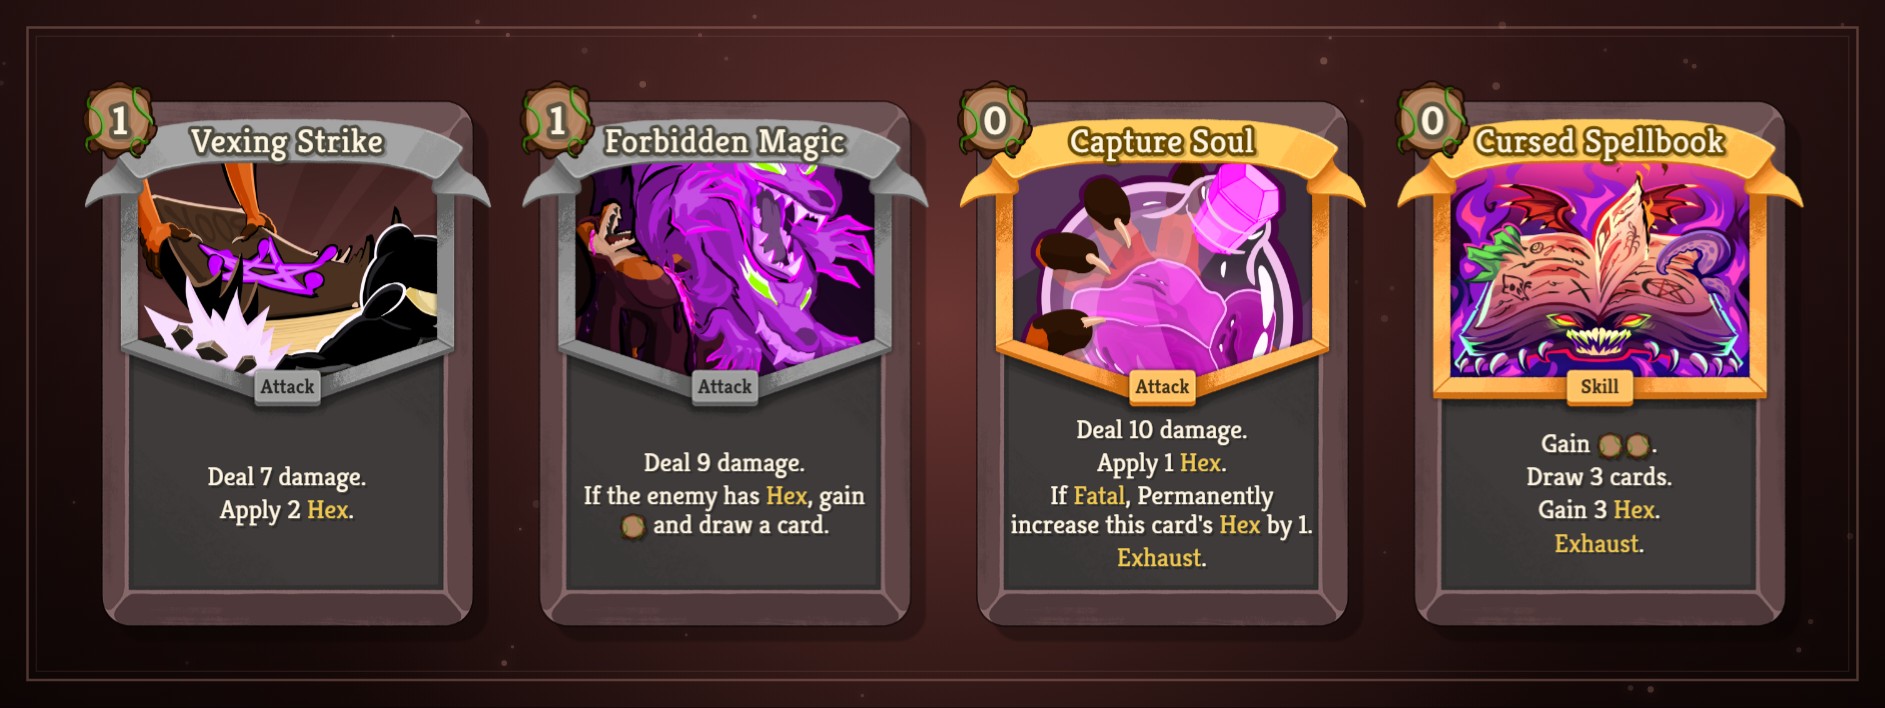 1
Vexing Strike
Attack
Deal 7 damage.
Apply 2 Hex.
1
Forbidden Magic
Attack
Deal 9 damage.
If the enemy has Hex, gain
and draw a card.
0
Capture Soul
Attack
Deal 10 damage.
Apply 1 Hex.
If Fatal, Permanently
increase this card's Hex by 1.
Exhaust.
0
Cursed Spellbook
Skill
Gain .
Draw 3 cards.
Gain 3 Hex.
Exhaust.